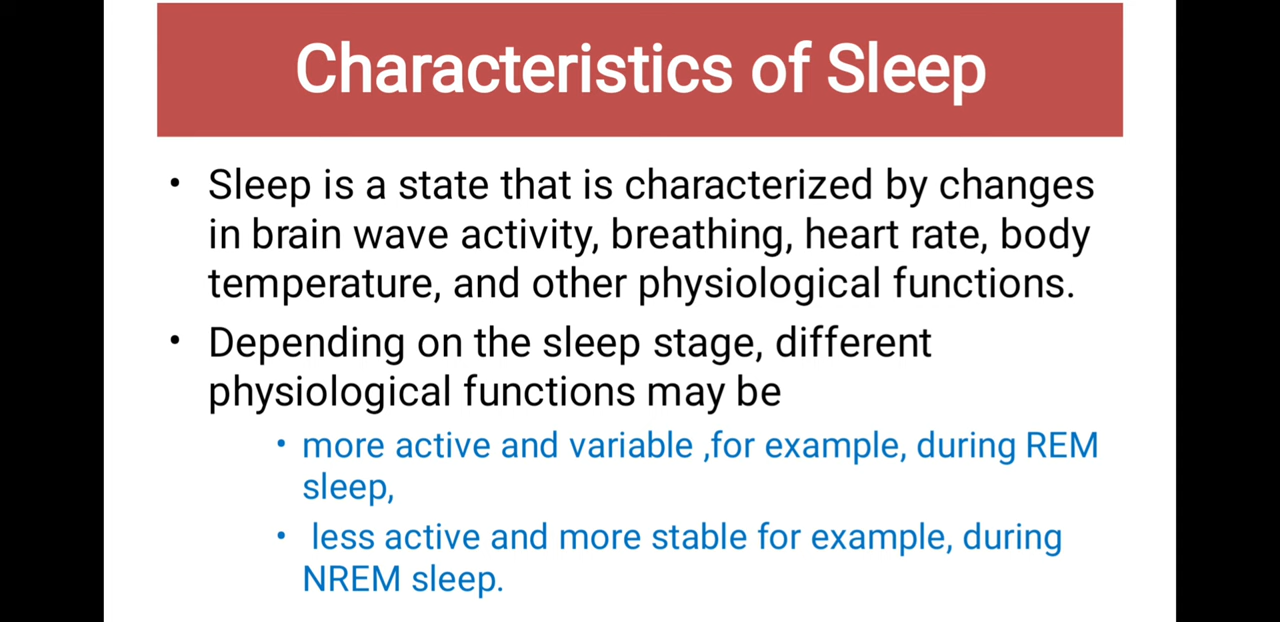 Characteristics of Sleep
• Sleep is a state that is characterized by changes
in brain wave activity, breathing, heart rate, body
temperature, and other physiological functions.
• Depending on the sleep stage, different
physiological functions may be
• more active and variable ,for example, during REM
sleep,
• less active and more stable for example, during
NREM sleep.